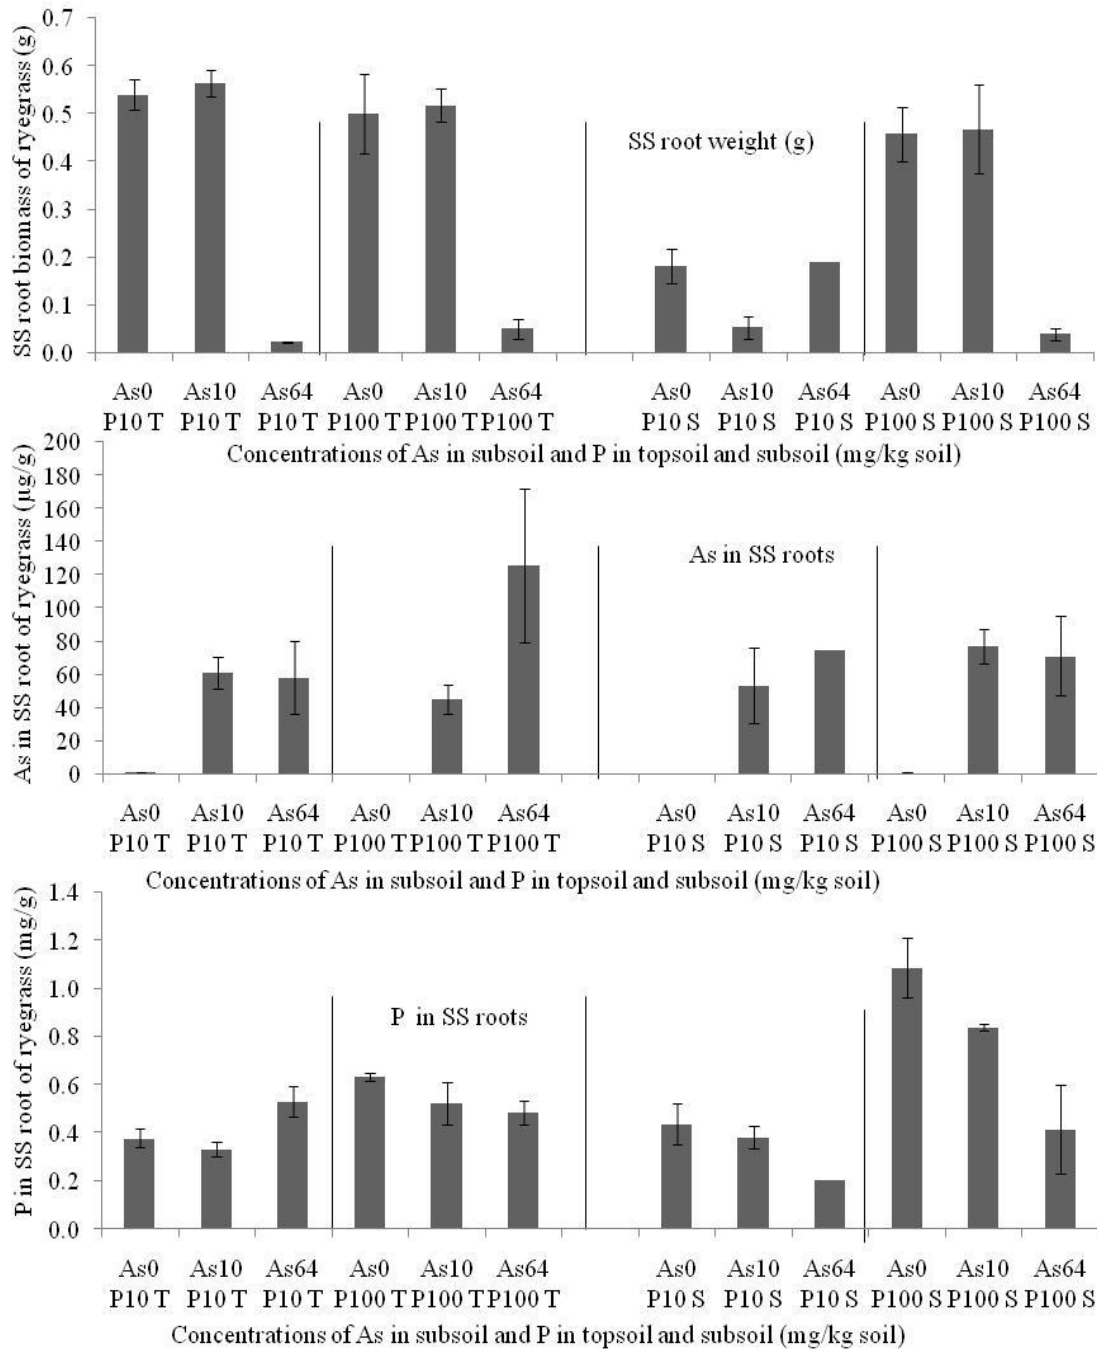 SS root biomass of ryegrass (g)
0.7
0.6
0.5
0.4
0.3
0.2
0.1
0.0
SS root weight (g)
As0 As10 As64 As0 As10 As64 As0 As10 As64 As0 As10 As64
P10 T P10 T P10 T P100 T P100 T P100 T P10 S P10 S P10 S P100 S P100 S P100 S
Concentrations of As in subsoil and P in topsoil and subsoil (mg/kg soil)
As in SS root of ryegrass (µg/g)
200
180
160
140
120
100
80
60
40
20
0
As in SS roots
As0 As10 As64 As0 As10 As64 As0 As10 As64 As0 As10 As64
P10 T P10 T P10 T P100 T P100 T P100 T P10 S P10 S P10 S P100 S P100 S P100 S
Concentrations of As in subsoil and P in topsoil and subsoil (mg/kg soil)
P in SS root of ryegrass (mg/g)
1.4
1.2
1.0
0.8
0.6
0.4
0.2
0.0
P in SS roots
As0 As10 As64 As0 As10 As64 As0 As10 As64 As0 As10 As64
P10 T P10 T P10 T P100 T P100 T P100 T P10 S P10 S P10 S P100 S P100 S P100 S
Concentrations of As in subsoil and P in topsoil and subsoil (mg/kg soil)